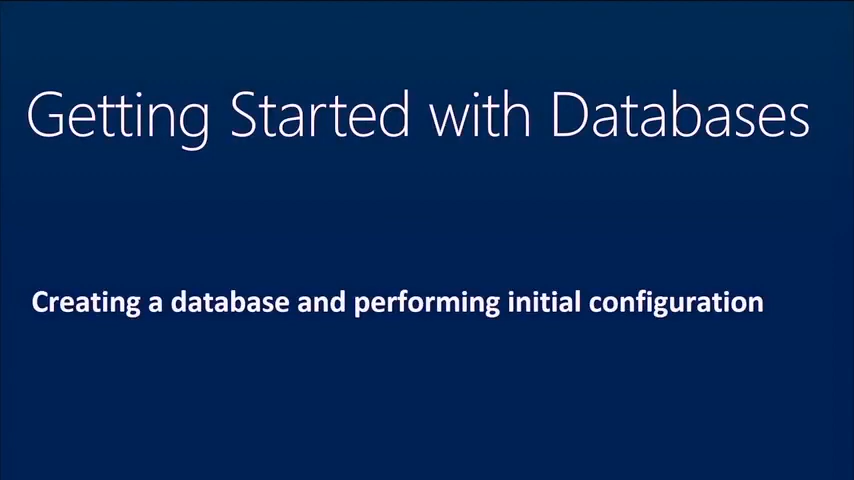 Getting Started with Databases
Creating a database and performing initial configuration